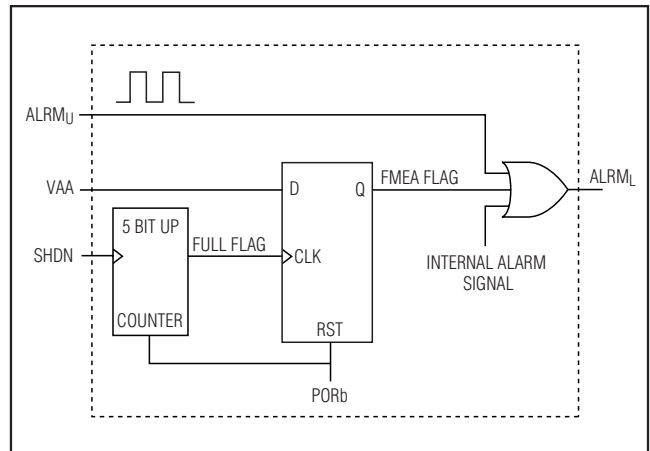 ALRMU
VAA
D
Q
FMEA FLAG
ALRML
5 BIT UP
FULL FLAG
SHDN
CLK
INTERNAL ALARM
SIGNAL
COUNTER
RST
PORb